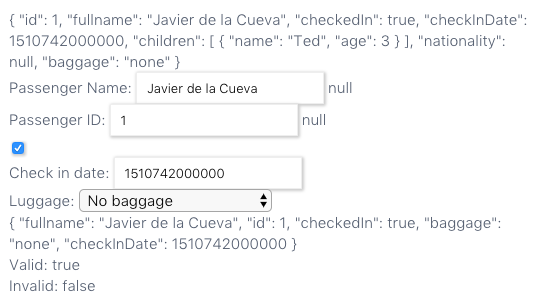 { "id": 1, "fullname": "Javier de la Cueva", "checkedIn": true, "checkInDate":
1510742000000, "children": [ { "name": "Ted", "age": 3 } ], "nationality":
null, "baggage": "none" }
Passenger Name: Javier de la Cueva null
Passenger ID: 1 null
Check in date: 1510742000000
Luggage: No baggage
{ "fullname": "Javier de la Cueva", "id": 1, "checkedIn": true, "baggage":
"none", "checkInDate": 1510742000000 }
Valid: true
Invalid: false